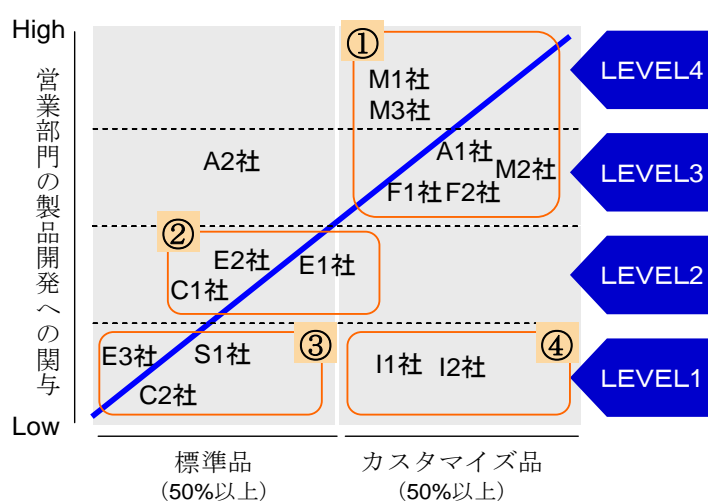 High
①
LEVEL4
M1社
M3社
営業部門の製品開発への関与
A1社
A2社
M2社
LEVEL3
F1社F2社
②
E2社
E1社
LEVEL2
C1社
③
④
E3社
S1社
I1社 I2社
LEVEL1
C2社
Low
標準品
カスタマイズ品
（50%以上）
（50%以上）